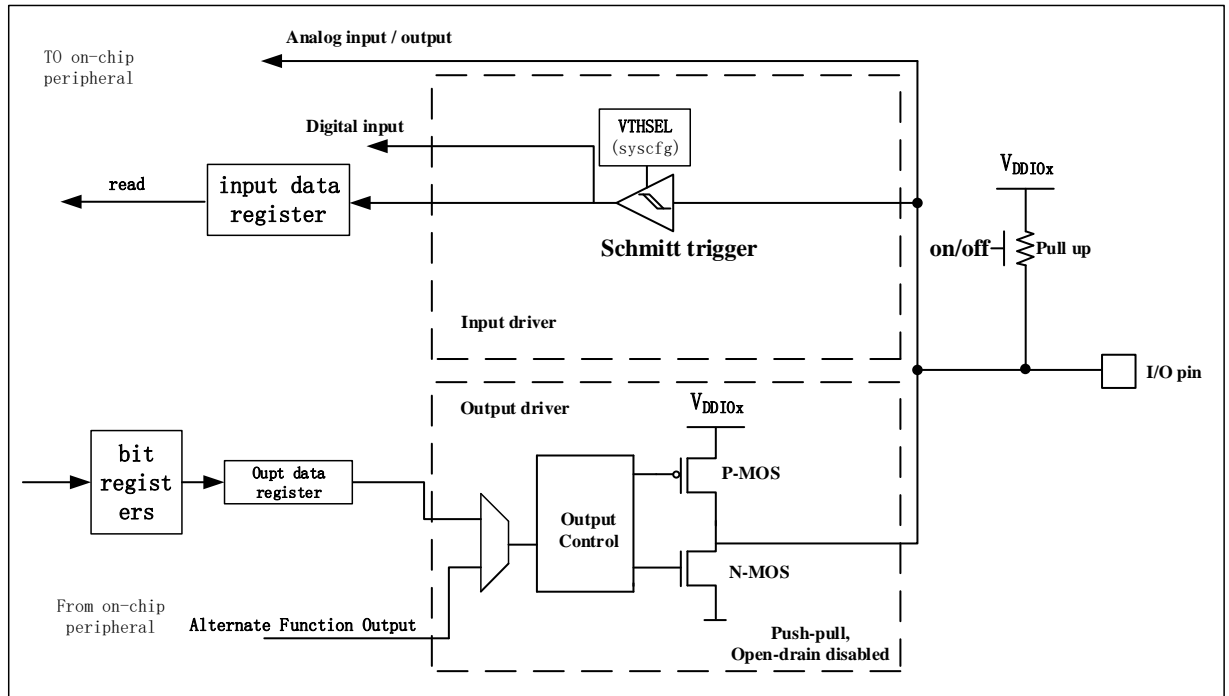 Analog input / output
TO on-chip
peripheral
VTHSEL
(syscfg)
Digital input
VDDIOx
read
input data
register
Schmitt trigger
on/off
Pull up
Input driver
I/O pin
Output driver
VDDIOx
bit
regist
ers
Oupt data
register
P-MOS
Output
Control
N-MOS
From on-chip
peripheral
Alternate Function Output
Push-pull,
Open-drain disabled